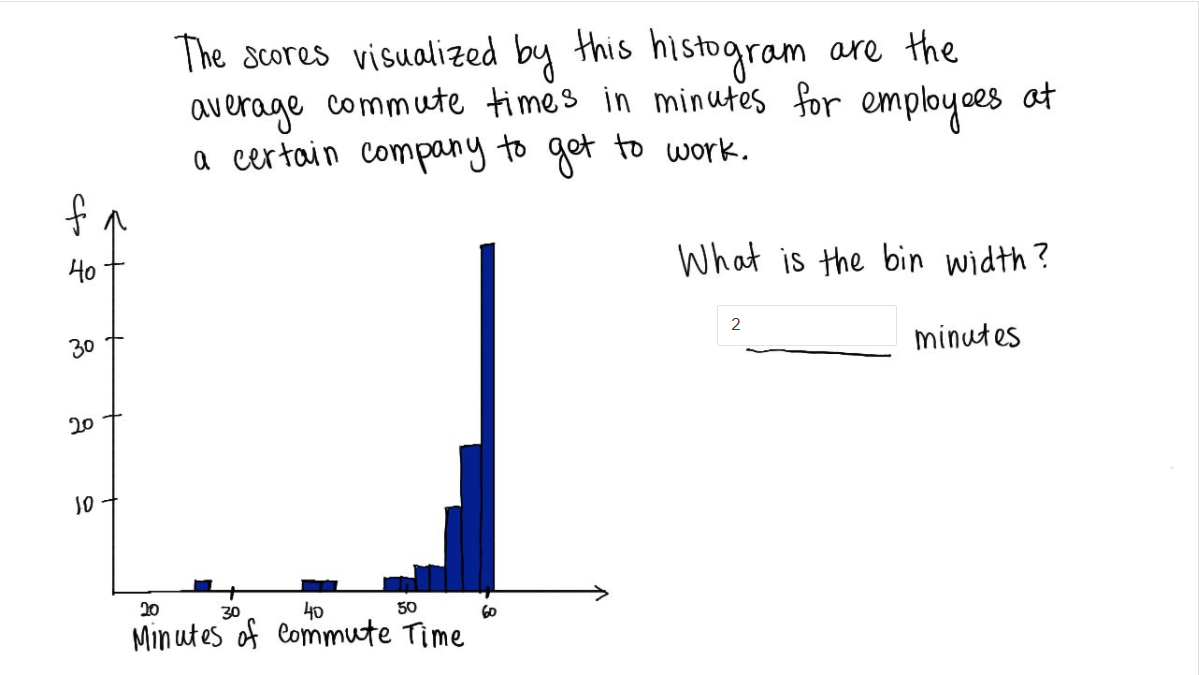 The scores visualized by this histogram are the
average commute times in minutes for employees at
a certain company to get to work.
f
40
30
20
10
20 30 40 50 60
Minutes of Commute Time
What is the bin width?
2
minutes